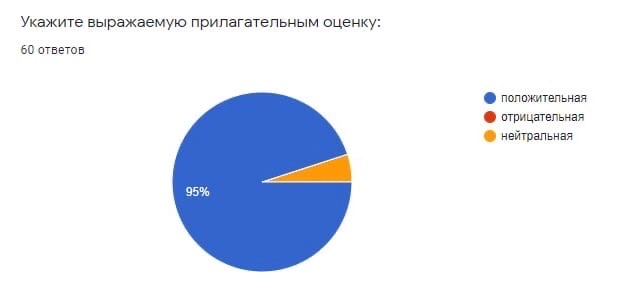 Укажите выражаемую прилагательным оценку:
60 ответов
положительная
отрицательная
нейтральная
95%